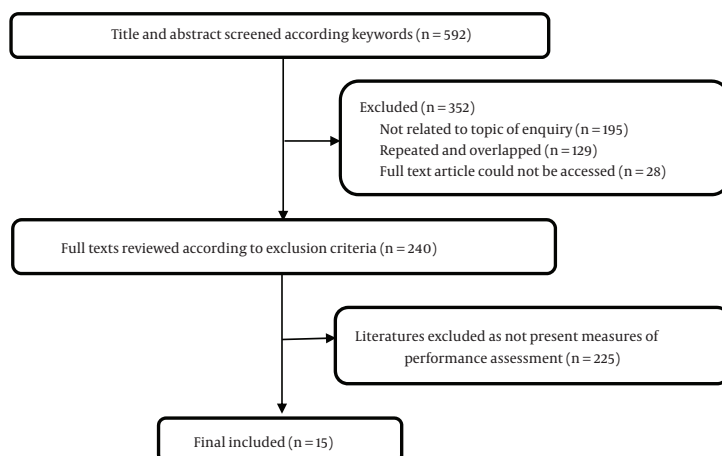 Title and abstract screened according keywords (n = 592)
Excluded (n = 352)
Not related to topic of enquiry (n = 195)
Repeated and overlapped (n = 129)
Full text article could not be accessed (n = 28)
Full texts reviewed according to exclusion criteria (n = 240)
Literatures excluded as not present measures of
performance assessment (n = 225)
Final included (n = 15)